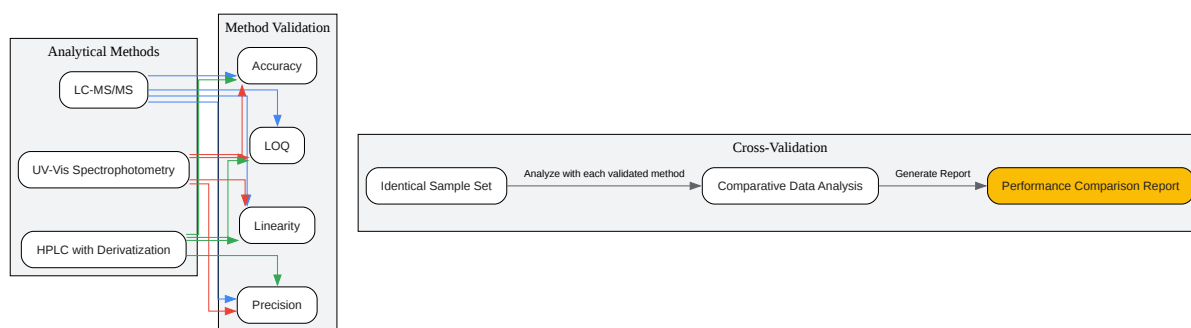 Analytical Methods
LC-MS/MS
UV-Vis Spectrophotometry
HPLC with Derivatization
Method Validation
Accuracy
LOQ
Linearity
Precision
Cross-Validation
Identical Sample Set
Analyze with each validated method
Comparative Data Analysis
Generate Report
Performance Comparison Report